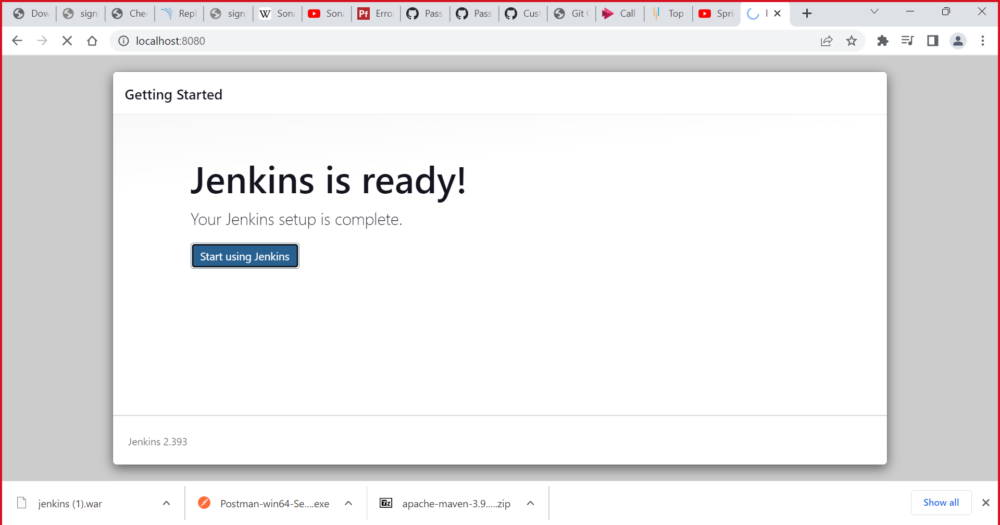 Dow
sign
Chec
Repl
sign
Sona
Sona
Erro
Pass
Pass
Cust
Git
Call
Top
Spri
localhost:8080
Getting Started
Jenkins is ready!
Your Jenkins setup is complete.
Start using Jenkins
Jenkins 2.393
jenkins (1).war
Postman-win64-Se....exe
apache-maven-3.9.....zip
Show all